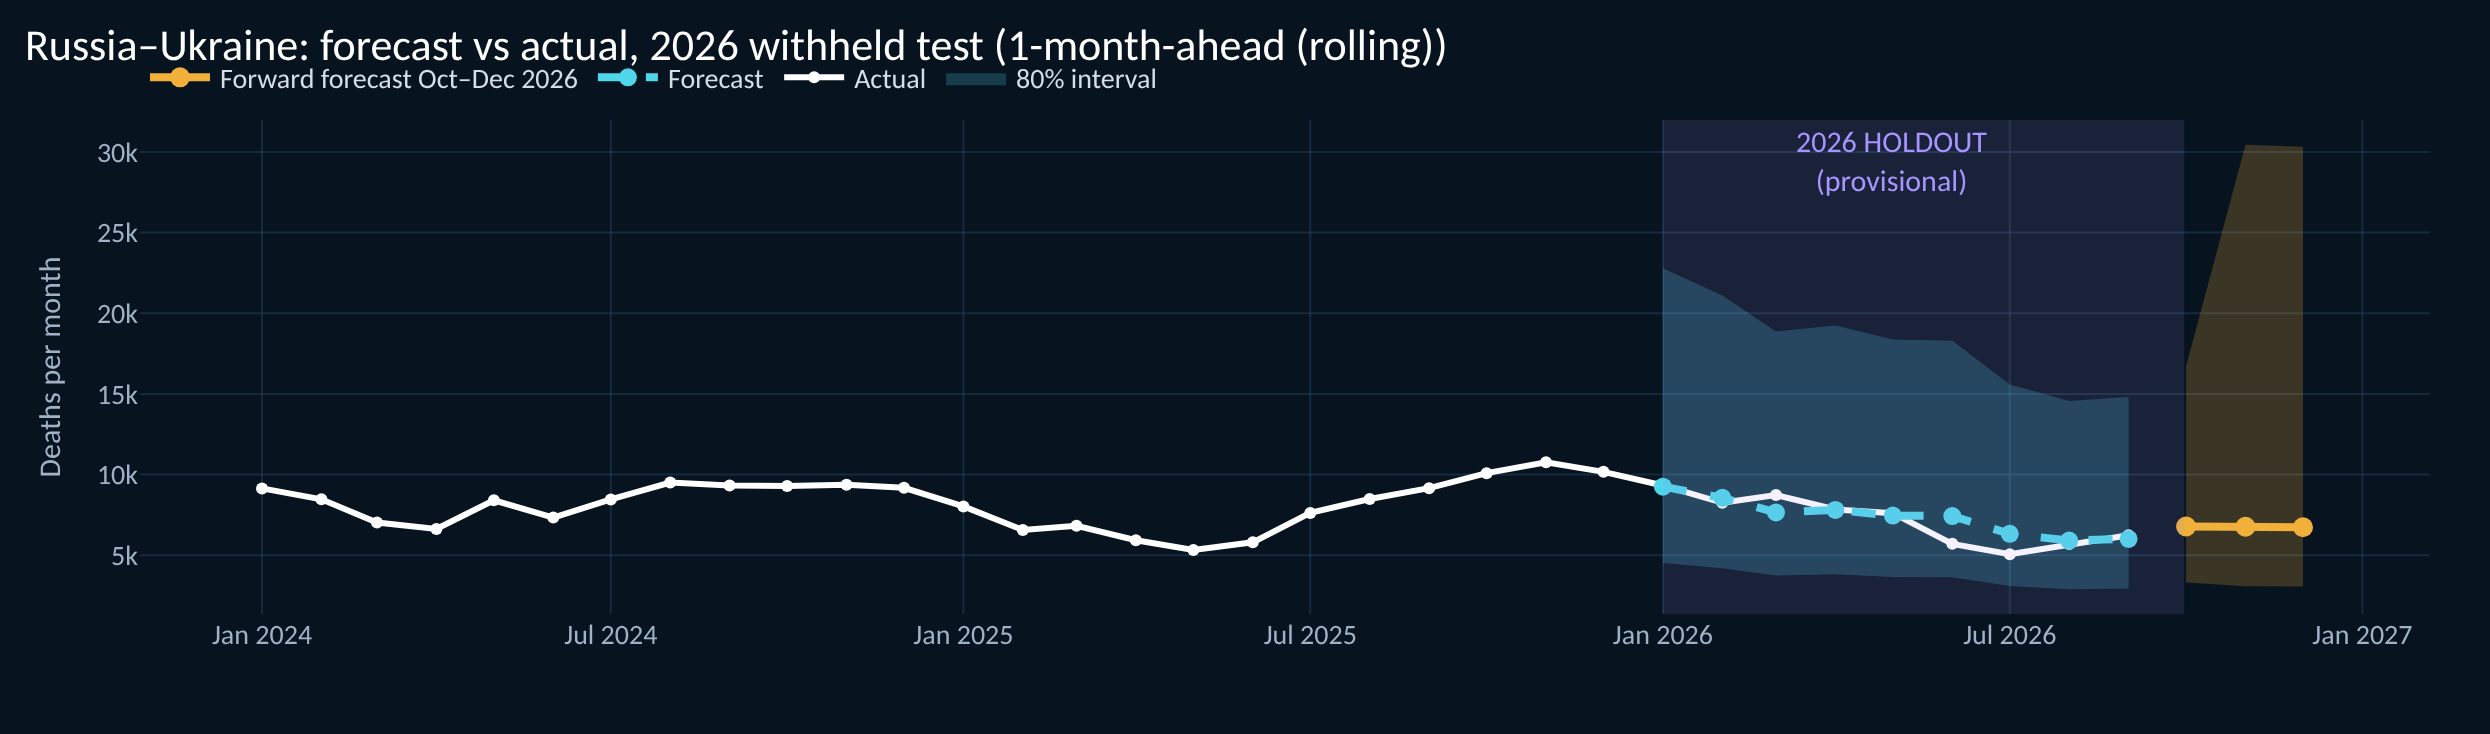 Russia–Ukraine: forecast vs actual, 2026 withheld test (1-month-ahead (rolling))
Forward forecast Oct–Dec 2026 Forecast Actual 80% interval
2026 HOLDOUT
(provisional)
Deaths per month
30k
25k
20k
15k
10k
5k
Jan 2024 Jul 2024 Jan 2025 Jul 2025 Jan 2026 Jul 2026 Jan 2027